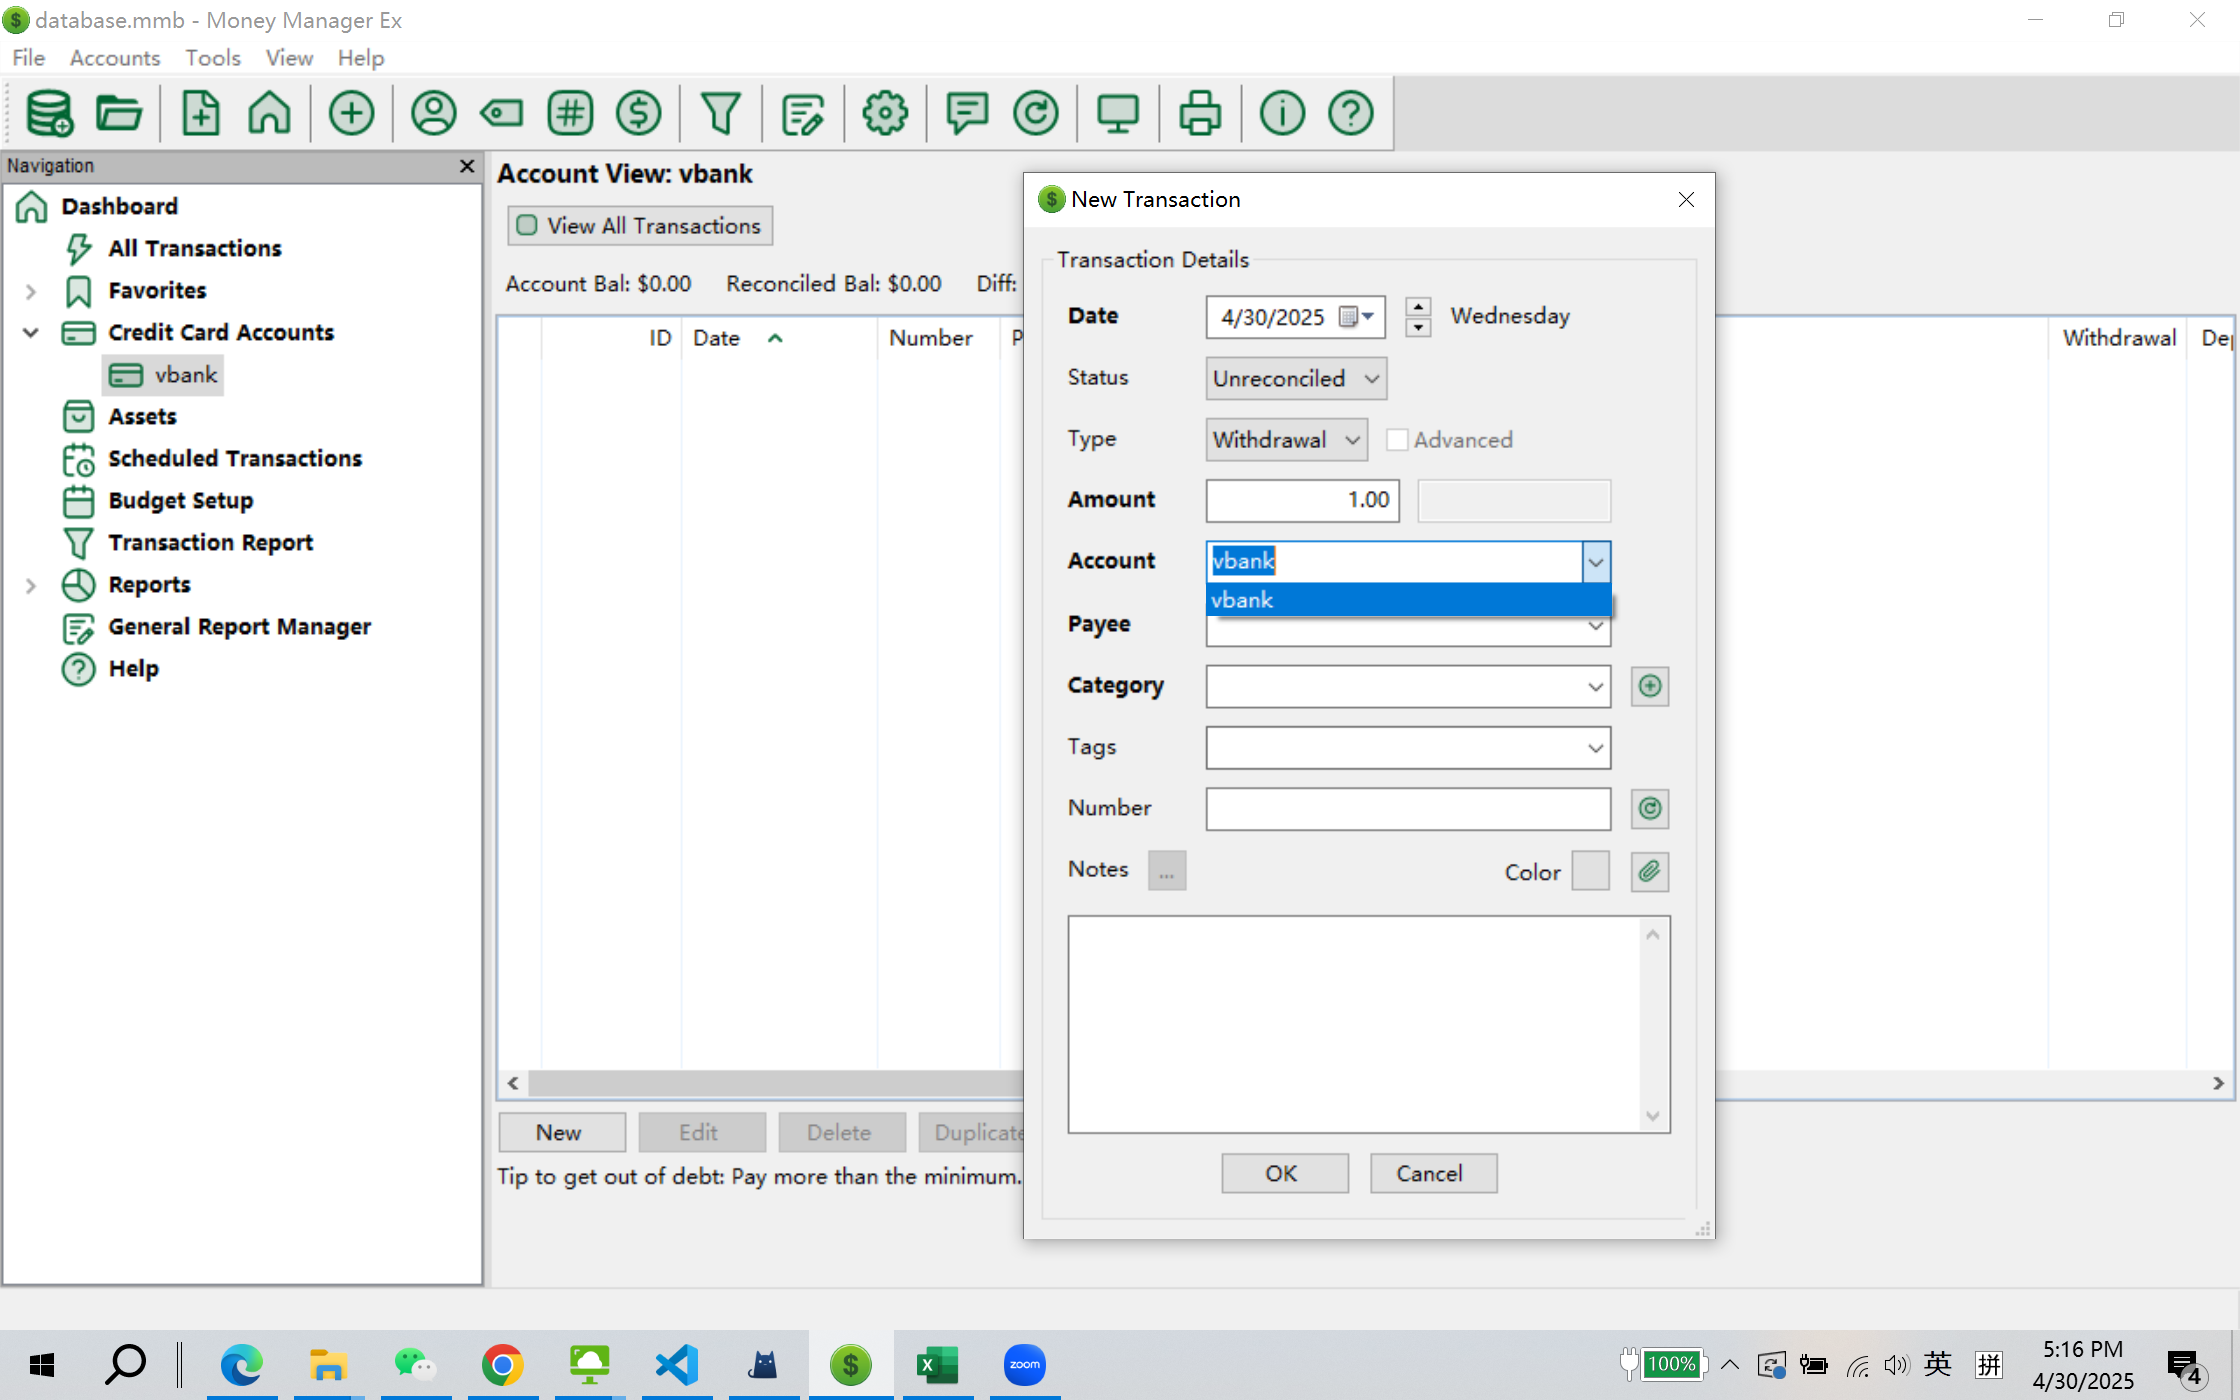 database.mmb - Money Manager Ex
File Accounts Tools View Help
Navigation
Dashboard
All Transactions
Favorites
Credit Card Accounts
vbank
Assets
Scheduled Transactions
Budget Setup
Transaction Report
Reports
General Report Manager
Help
Account View: vbank
View All Transactions
Account Bal: $0.00 Reconciled Bal: $0.00 Diff:
ID Date Number P Withdrawal Dep
New Edit Delete Duplicate
Tip to get out of debt: Pay more than the minimum.
New Transaction
Transaction Details
Date 4/30/2025 Wednesday
Status Unreconciled
Type Withdrawal Advanced
Amount 1.00
Account vbank
vbank
Payee
Category
Tags
Number
Notes ... Color
OK Cancel
zoom
100%
英
拼
5:16 PM
4/30/2025
4